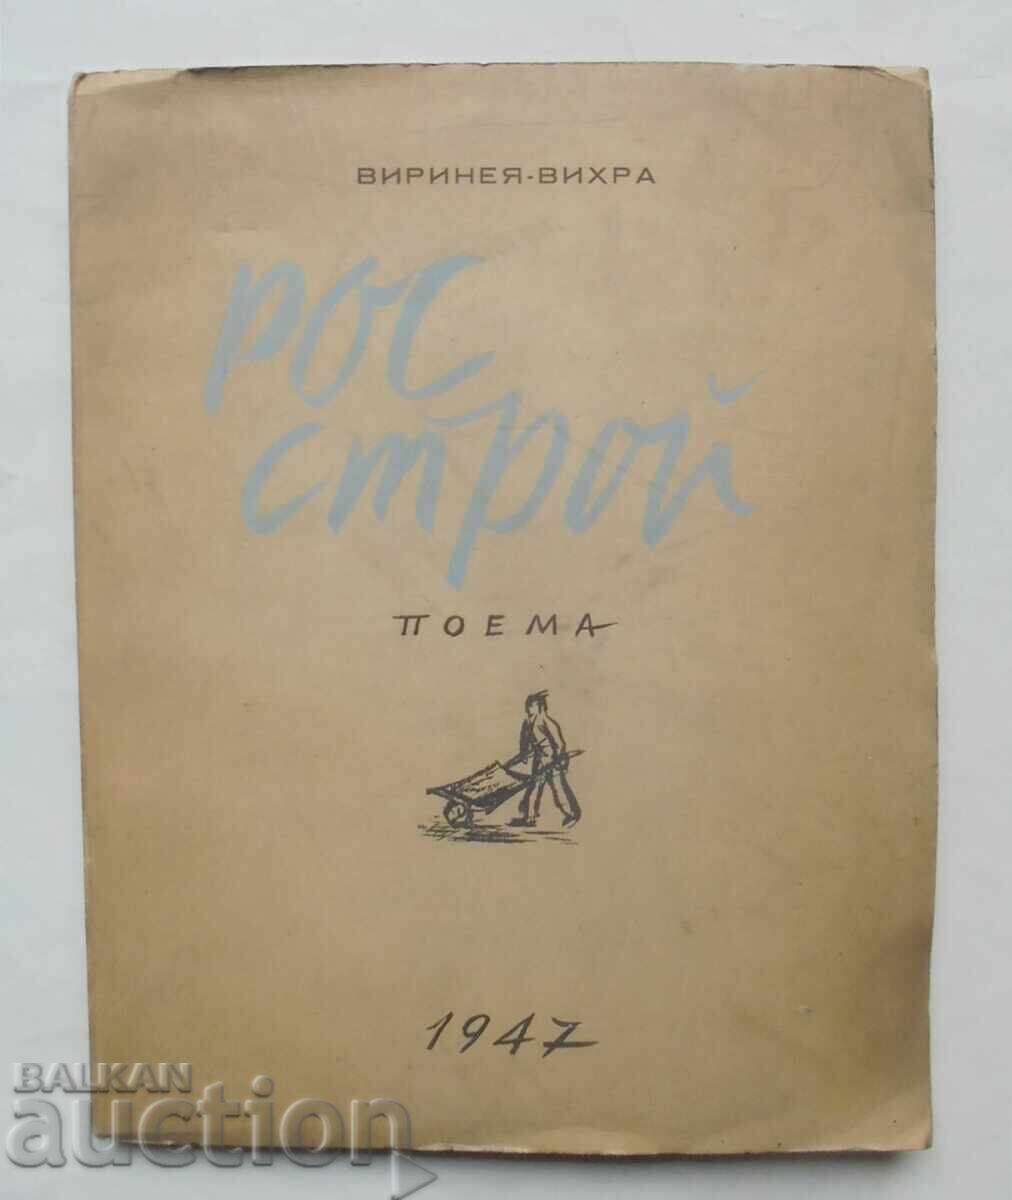 ВИРИНЕЯ-ВИХРА
рос
строй
ПОЕМА
1947
BALKAN
auction